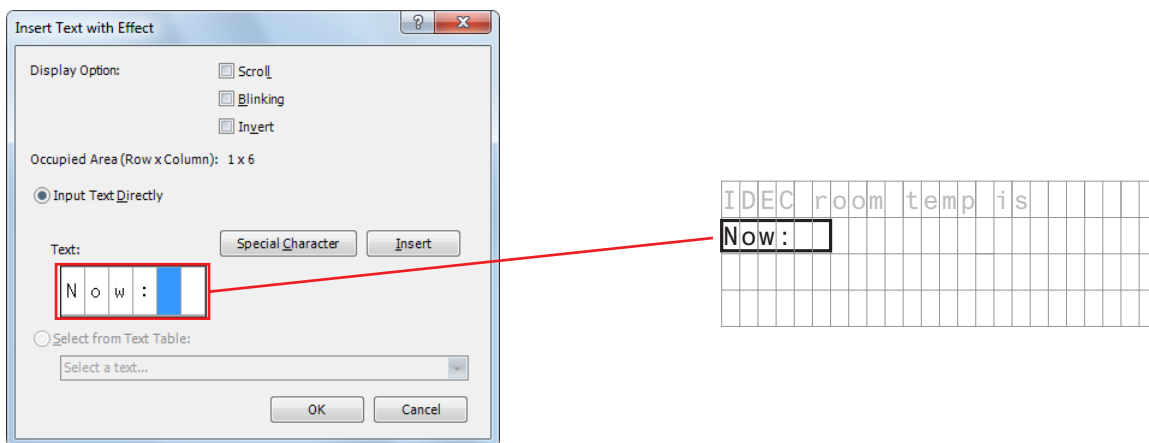 Insert Text with Effect
Display Option:
Scroll
Blinking
Invert
Occupied Area (Row x Column): 1 x 6
Input Text Directly
Text:
Special Character
Insert
Now:
Select from Text Table:
Select a text...
OK
Cancel
IDEC room temp is
Now: